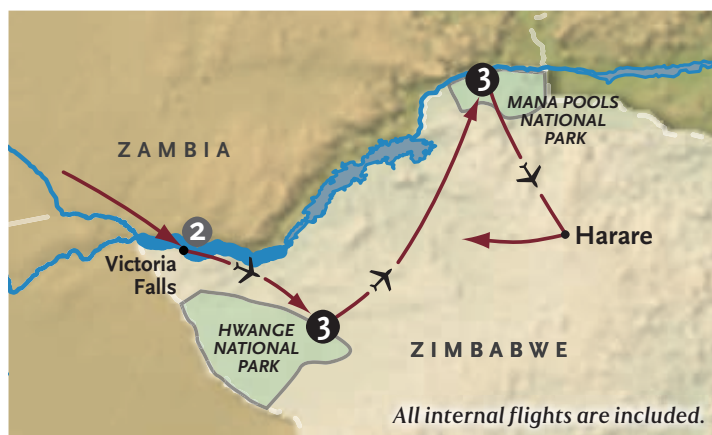 3
MANA POOLS
NATIONAL
PARK
ZAMBIA
2
Harare
Victoria
Falls
3
HWANGE
NATIONAL
PARK
ZIMBABWE
All internal flights are included.